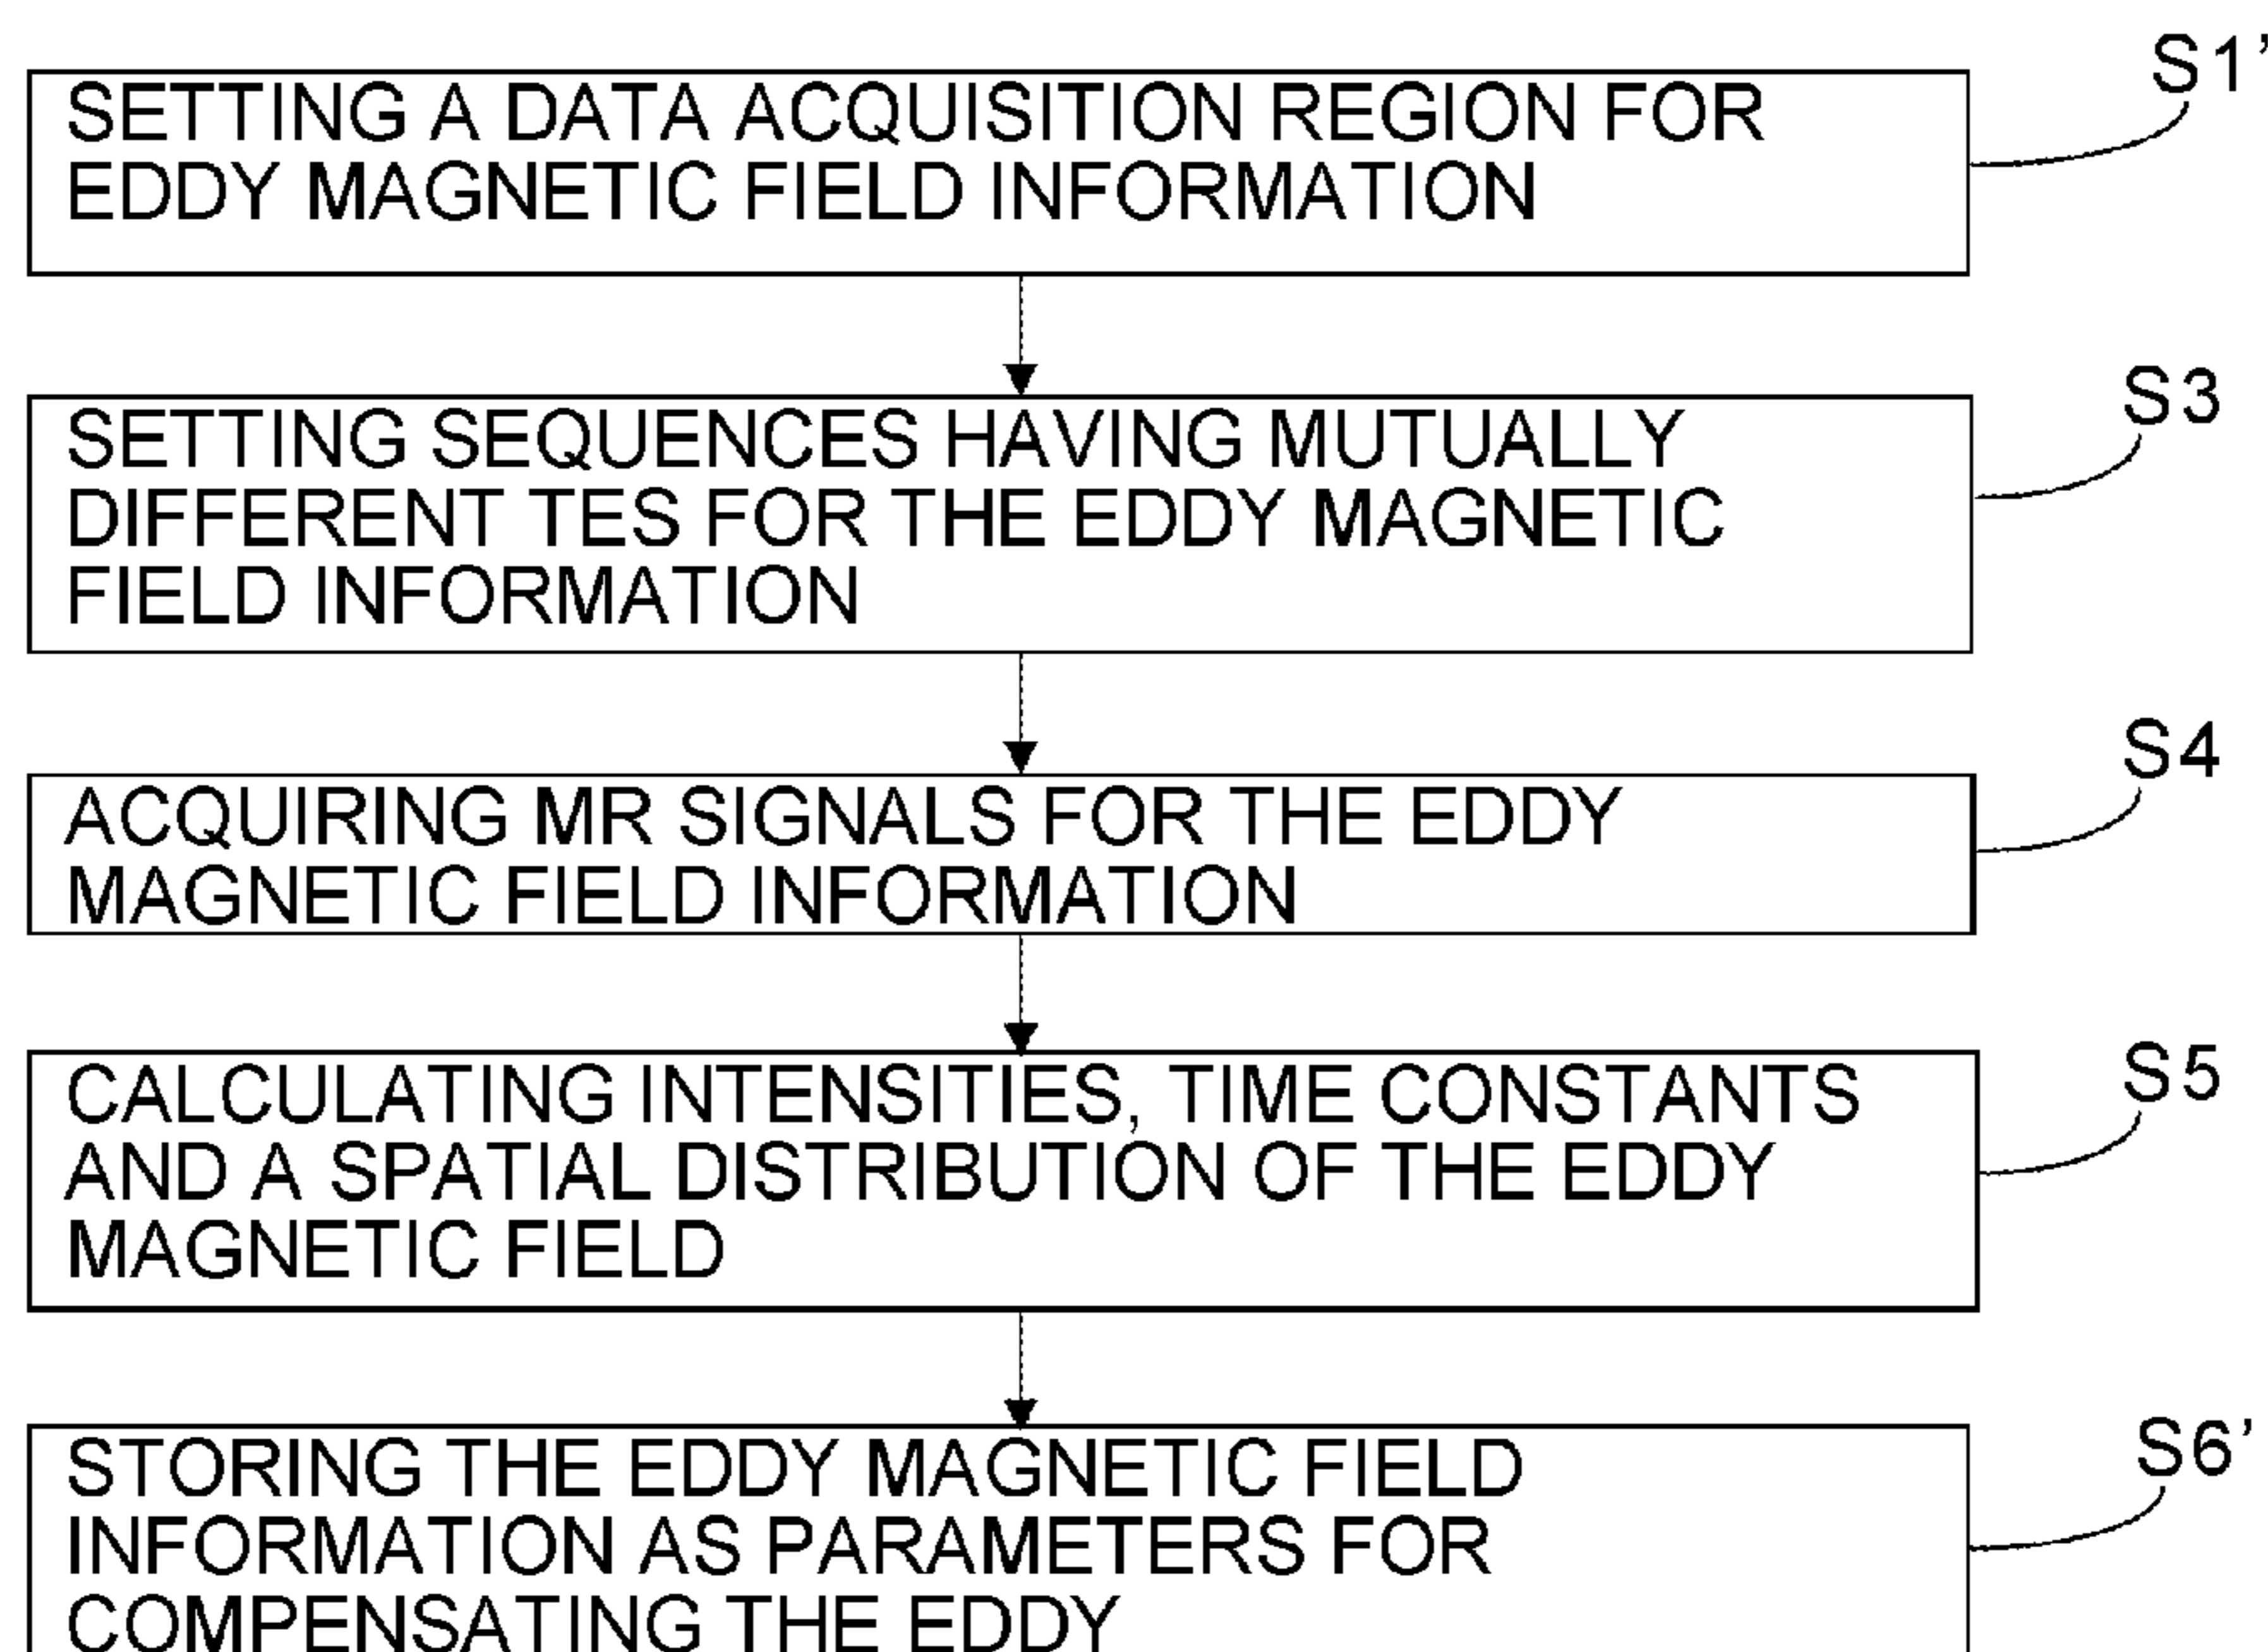 S1'
SETTING A DATA ACQUISITION REGION FOR
EDDY MAGNETIC FIELD INFORMATION
S3
SETTING SEQUENCES HAVING MUTUALLY
DIFFERENT TES FOR THE EDDY MAGNETIC
FIELD INFORMATION
S4
ACQUIRING MR SIGNALS FOR THE EDDY
MAGNETIC FIELD INFORMATION
S5
CALCULATING INTENSITIES, TIME CONSTANTS
AND A SPATIAL DISTRIBUTION OF THE EDDY
MAGNETIC FIELD
S6'
STORING THE EDDY MAGNETIC FIELD
INFORMATION AS PARAMETERS FOR
COMPENSATING THE EDDY